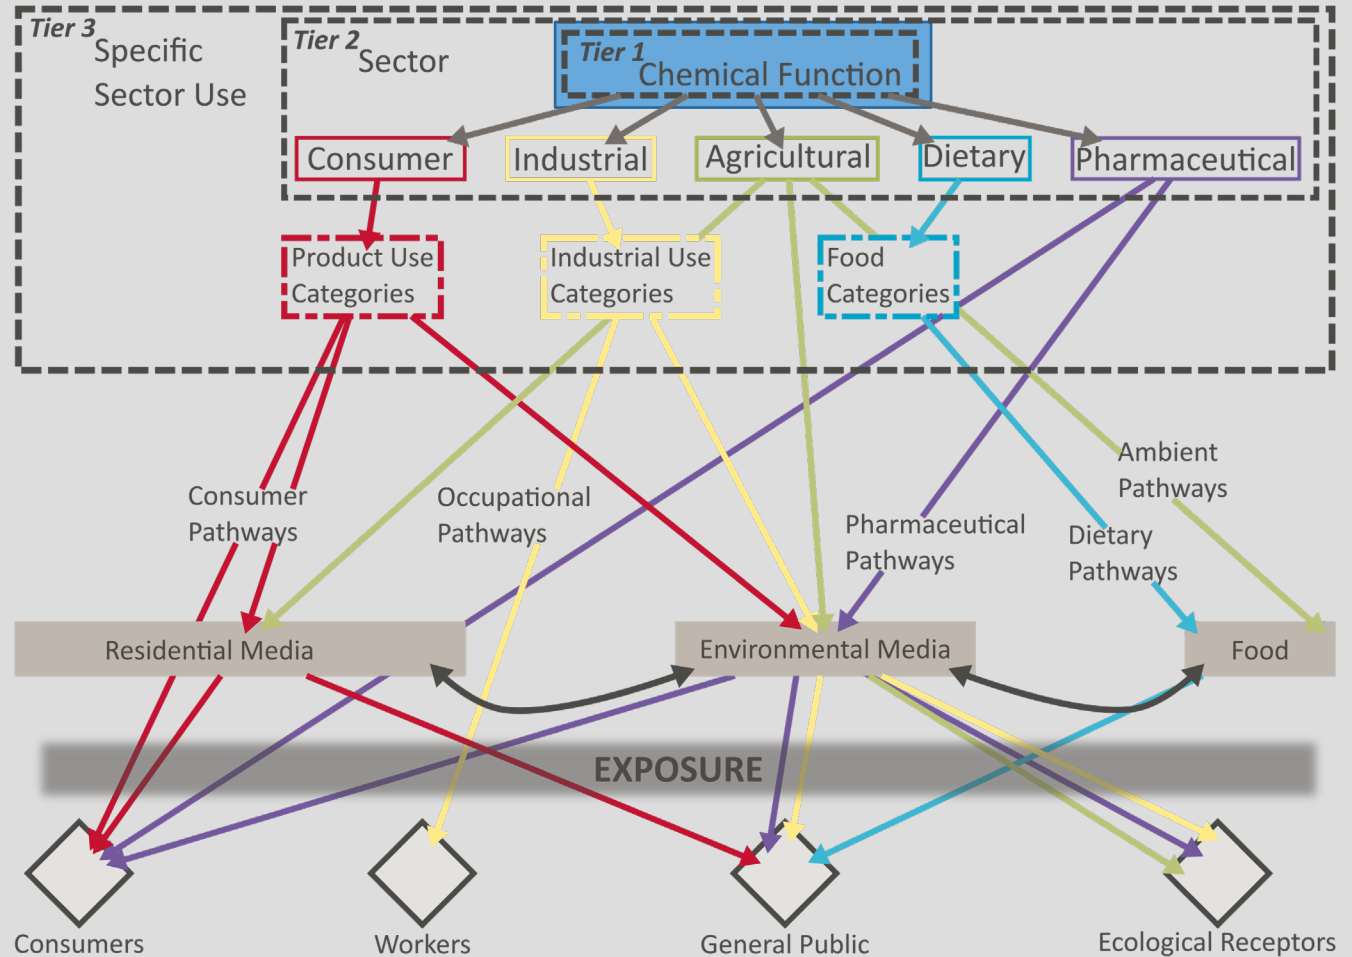 Tier 3
Specific
Sector Use
Tier 2
Sector
Tier 1
Chemical Function
Consumer
Industrial
Agricultural
Dietary
Pharmaceutical
Product Use
Categories
Industrial Use
Categories
Food
Categories
Consumer
Pathways
Occupational
Pathways
Pharmaceutical
Pathways
Dietary
Pathways
Ambient
Pathways
Residential Media
Environmental Media
Food
EXPOSURE
Consumers
Workers
General Public
Ecological Receptors